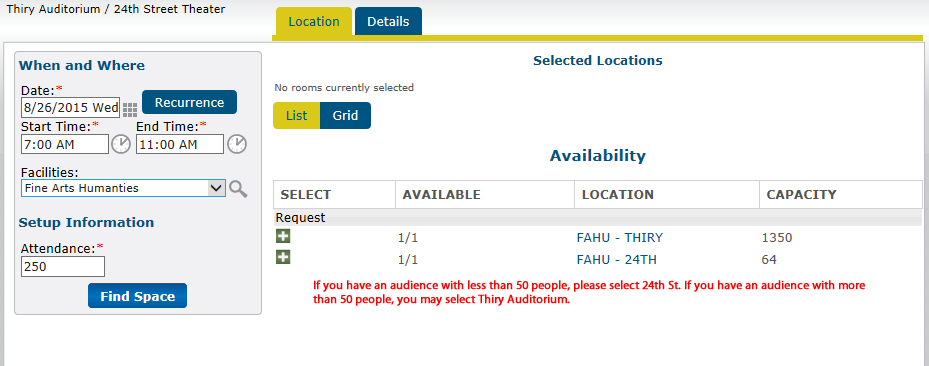 Thiry Auditorium / 24th Street Theater
Location
Details
When and Where
Date:*
8/26/2015 Wed
Recurrence
Start Time:* End Time:*
7:00 AM 11:00 AM
Facilities:
Fine Arts Humanties
Setup Information
Attendance:*
250
Find Space
Selected Locations
No rooms currently selected
List Grid
Availability
SELECT AVAILABLE LOCATION CAPACITY
Request
1/1 FAHU - THIRY 1350
1/1 FAHU - 24TH 64
If you have an audience with less than 50 people, please select 24th St. If you have an audience with more
than 50 people, you may select Thiry Auditorium.